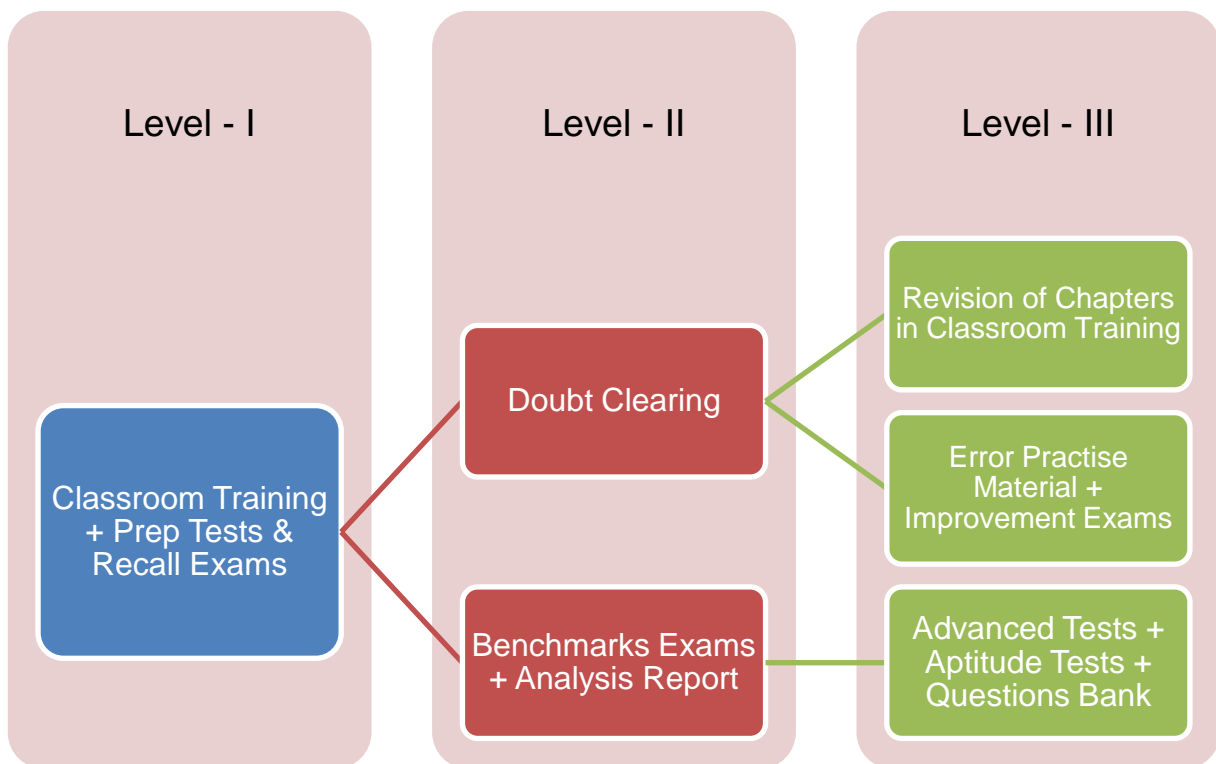 Level - I
Level - II
Level - III
Classroom Training
+ Prep Tests &
Recall Exams
Doubt Clearing
Benchmarks Exams
+ Analysis Report
Revision of Chapters
in Classroom Training
Error Practise
Material +
Improvement Exams
Advanced Tests +
Aptitude Tests +
Questions Bank